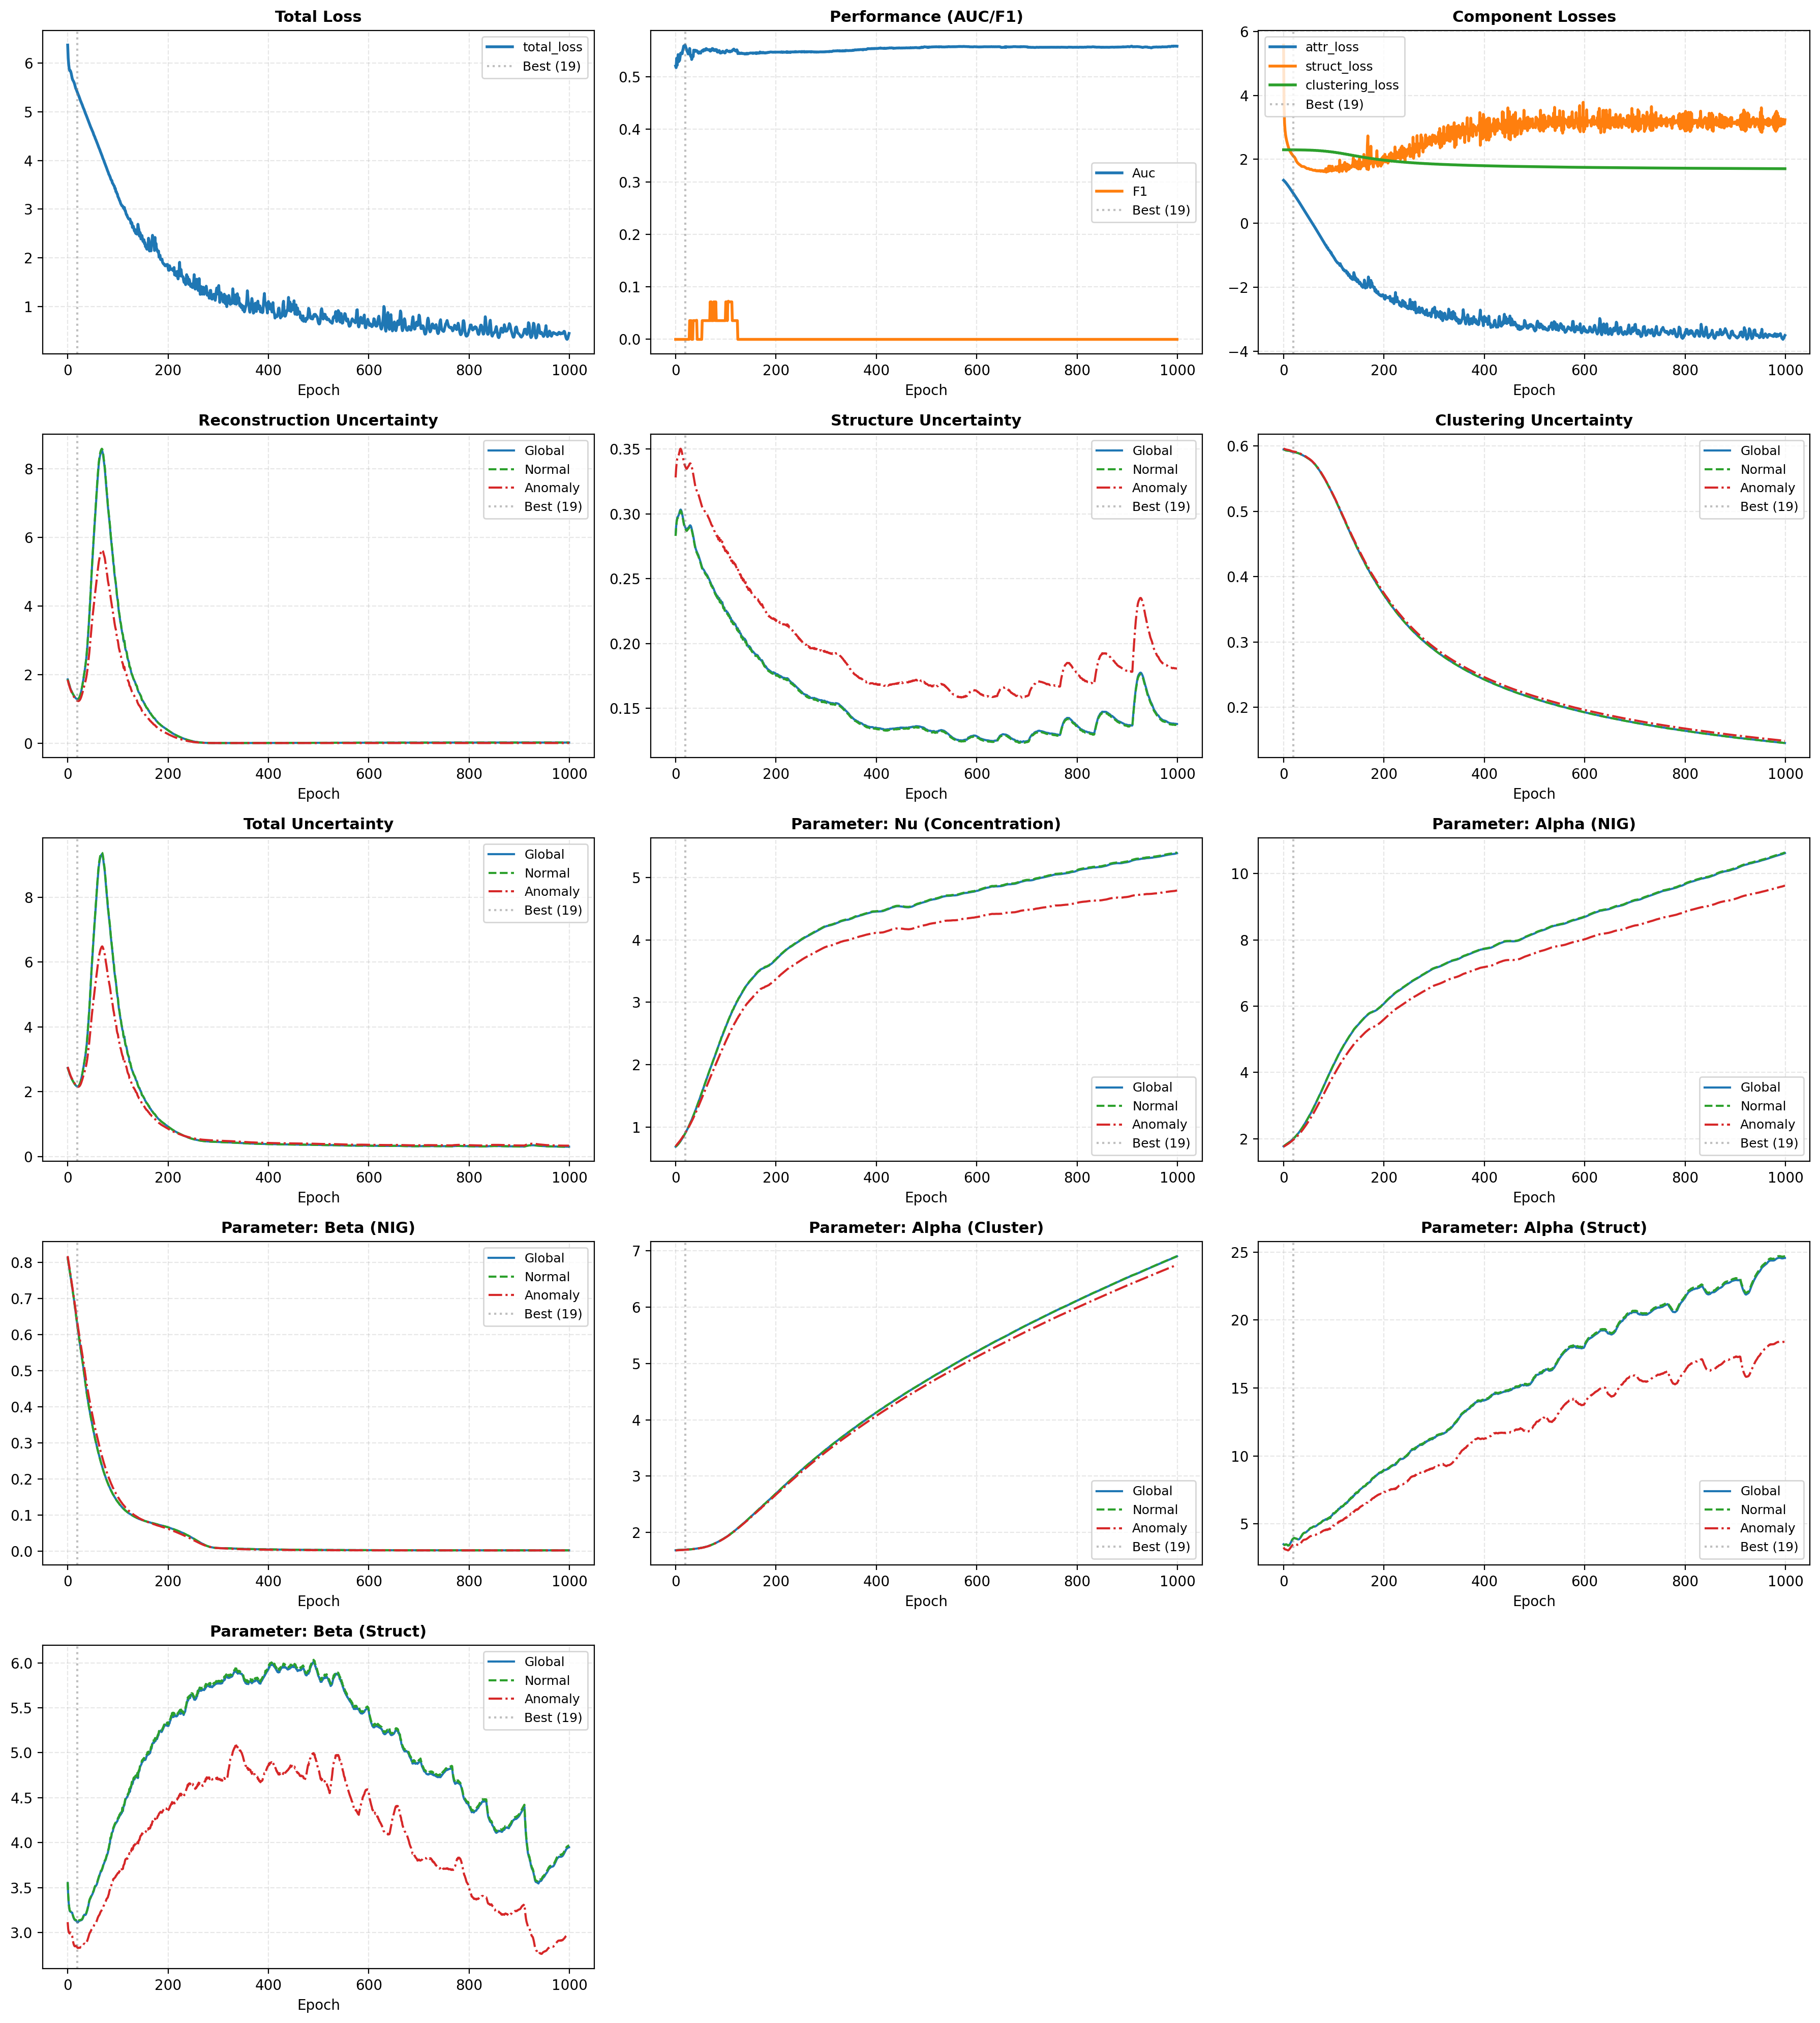 Total Loss
6
5
4
3
2
1
total_loss
Best (19)
0
200
400
600
800
1000
Epoch
Performance (AUC/F1)
0.5
0.4
0.3
0.2
0.1
0.0
Auc
F1
Best (19)
0
200
400
600
800
1000
Epoch
Component Losses
6
4
2
0
−2
−4
attr_loss
struct_loss
clustering_loss
Best (19)
0
200
400
600
800
1000
Epoch
Reconstruction Uncertainty
8
6
4
2
0
Global
Normal
Anomaly
Best (19)
0
200
400
600
800
1000
Epoch
Structure Uncertainty
0.35
0.30
0.25
0.20
0.15
Global
Normal
Anomaly
Best (19)
0
200
400
600
800
1000
Epoch
Clustering Uncertainty
0.6
0.5
0.4
0.3
0.2
Global
Normal
Anomaly
Best (19)
0
200
400
600
800
1000
Epoch
Total Uncertainty
8
6
4
2
0
Global
Normal
Anomaly
Best (19)
0
200
400
600
800
1000
Epoch
Parameter: Nu (Concentration)
5
4
3
2
1
Global
Normal
Anomaly
Best (19)
0
200
400
600
800
1000
Epoch
Parameter: Alpha (NIG)
10
8
6
4
2
Global
Normal
Anomaly
Best (19)
0
200
400
600
800
1000
Epoch
Parameter: Beta (NIG)
0.8
0.7
0.6
0.5
0.4
0.3
0.2
0.1
0.0
Global
Normal
Anomaly
Best (19)
0
200
400
600
800
1000
Epoch
Parameter: Alpha (Cluster)
7
6
5
4
3
2
Global
Normal
Anomaly
Best (19)
0
200
400
600
800
1000
Epoch
Parameter: Alpha (Struct)
25
20
15
10
5
Global
Normal
Anomaly
Best (19)
0
200
400
600
800
1000
Epoch
Parameter: Beta (Struct)
6.0
5.5
5.0
4.5
4.0
3.5
3.0
Global
Normal
Anomaly
Best (19)
0
200
400
600
800
1000
Epoch